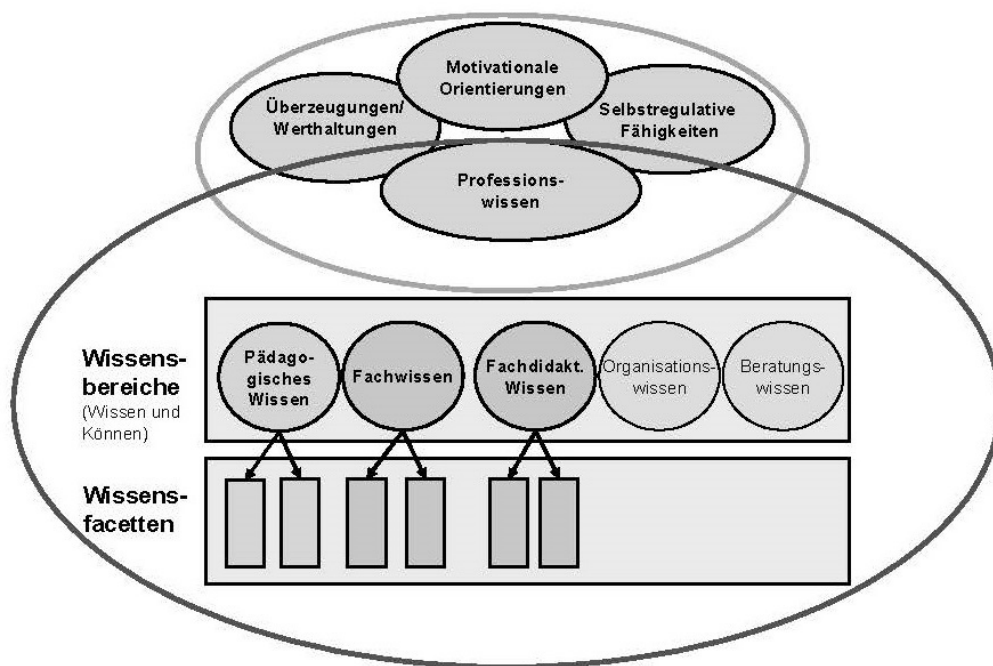 Motivationale
Orientierungen
Überzeugungen/
Werthaltungen
Selbstregulative
Fähigkeiten
Professions-
wissen
Wissens-
bereiche
(Wissen und
Können)
Pädago-
gisches
Wissen
Fachwissen
Fachdidakt.
Wissen
Organisations-
wissen
Beratungs-
wissen
Wissens-
facetten